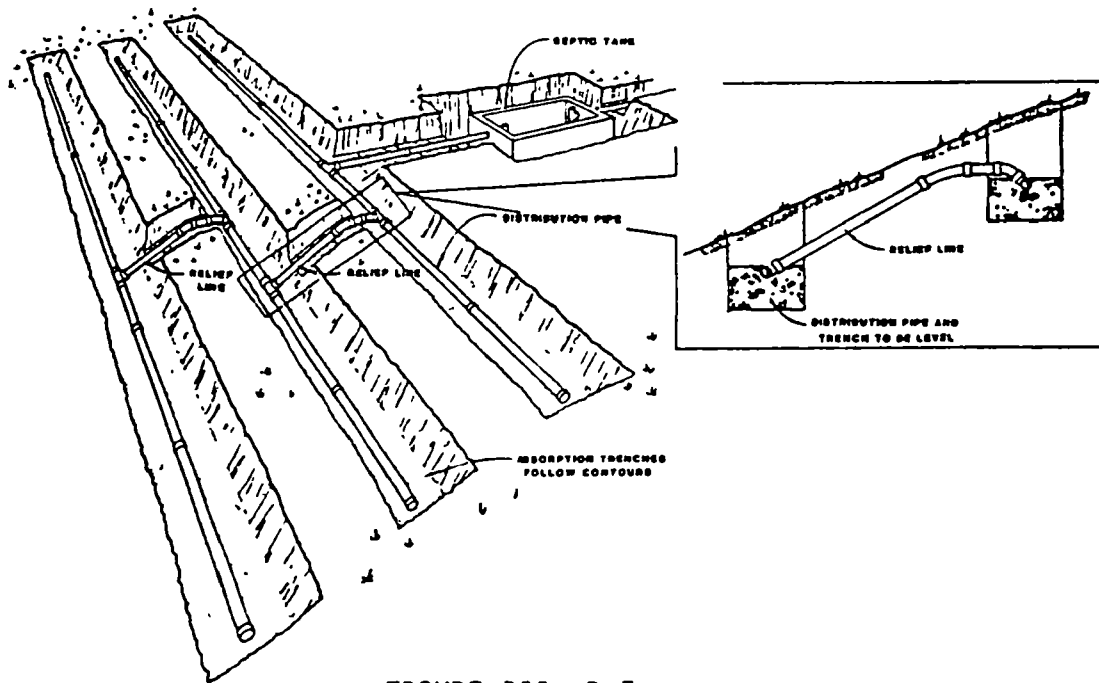 SEPTIC TANK
DISTRIBUTION PIPE
RELIEF LINE
RELIEF
LINE
RELIEF LINE
DISTRIBUTION PIPE AND
TRENCH TO BE LEVEL
ABSORPTION TRENCHES
FOLLOW CONTOURS